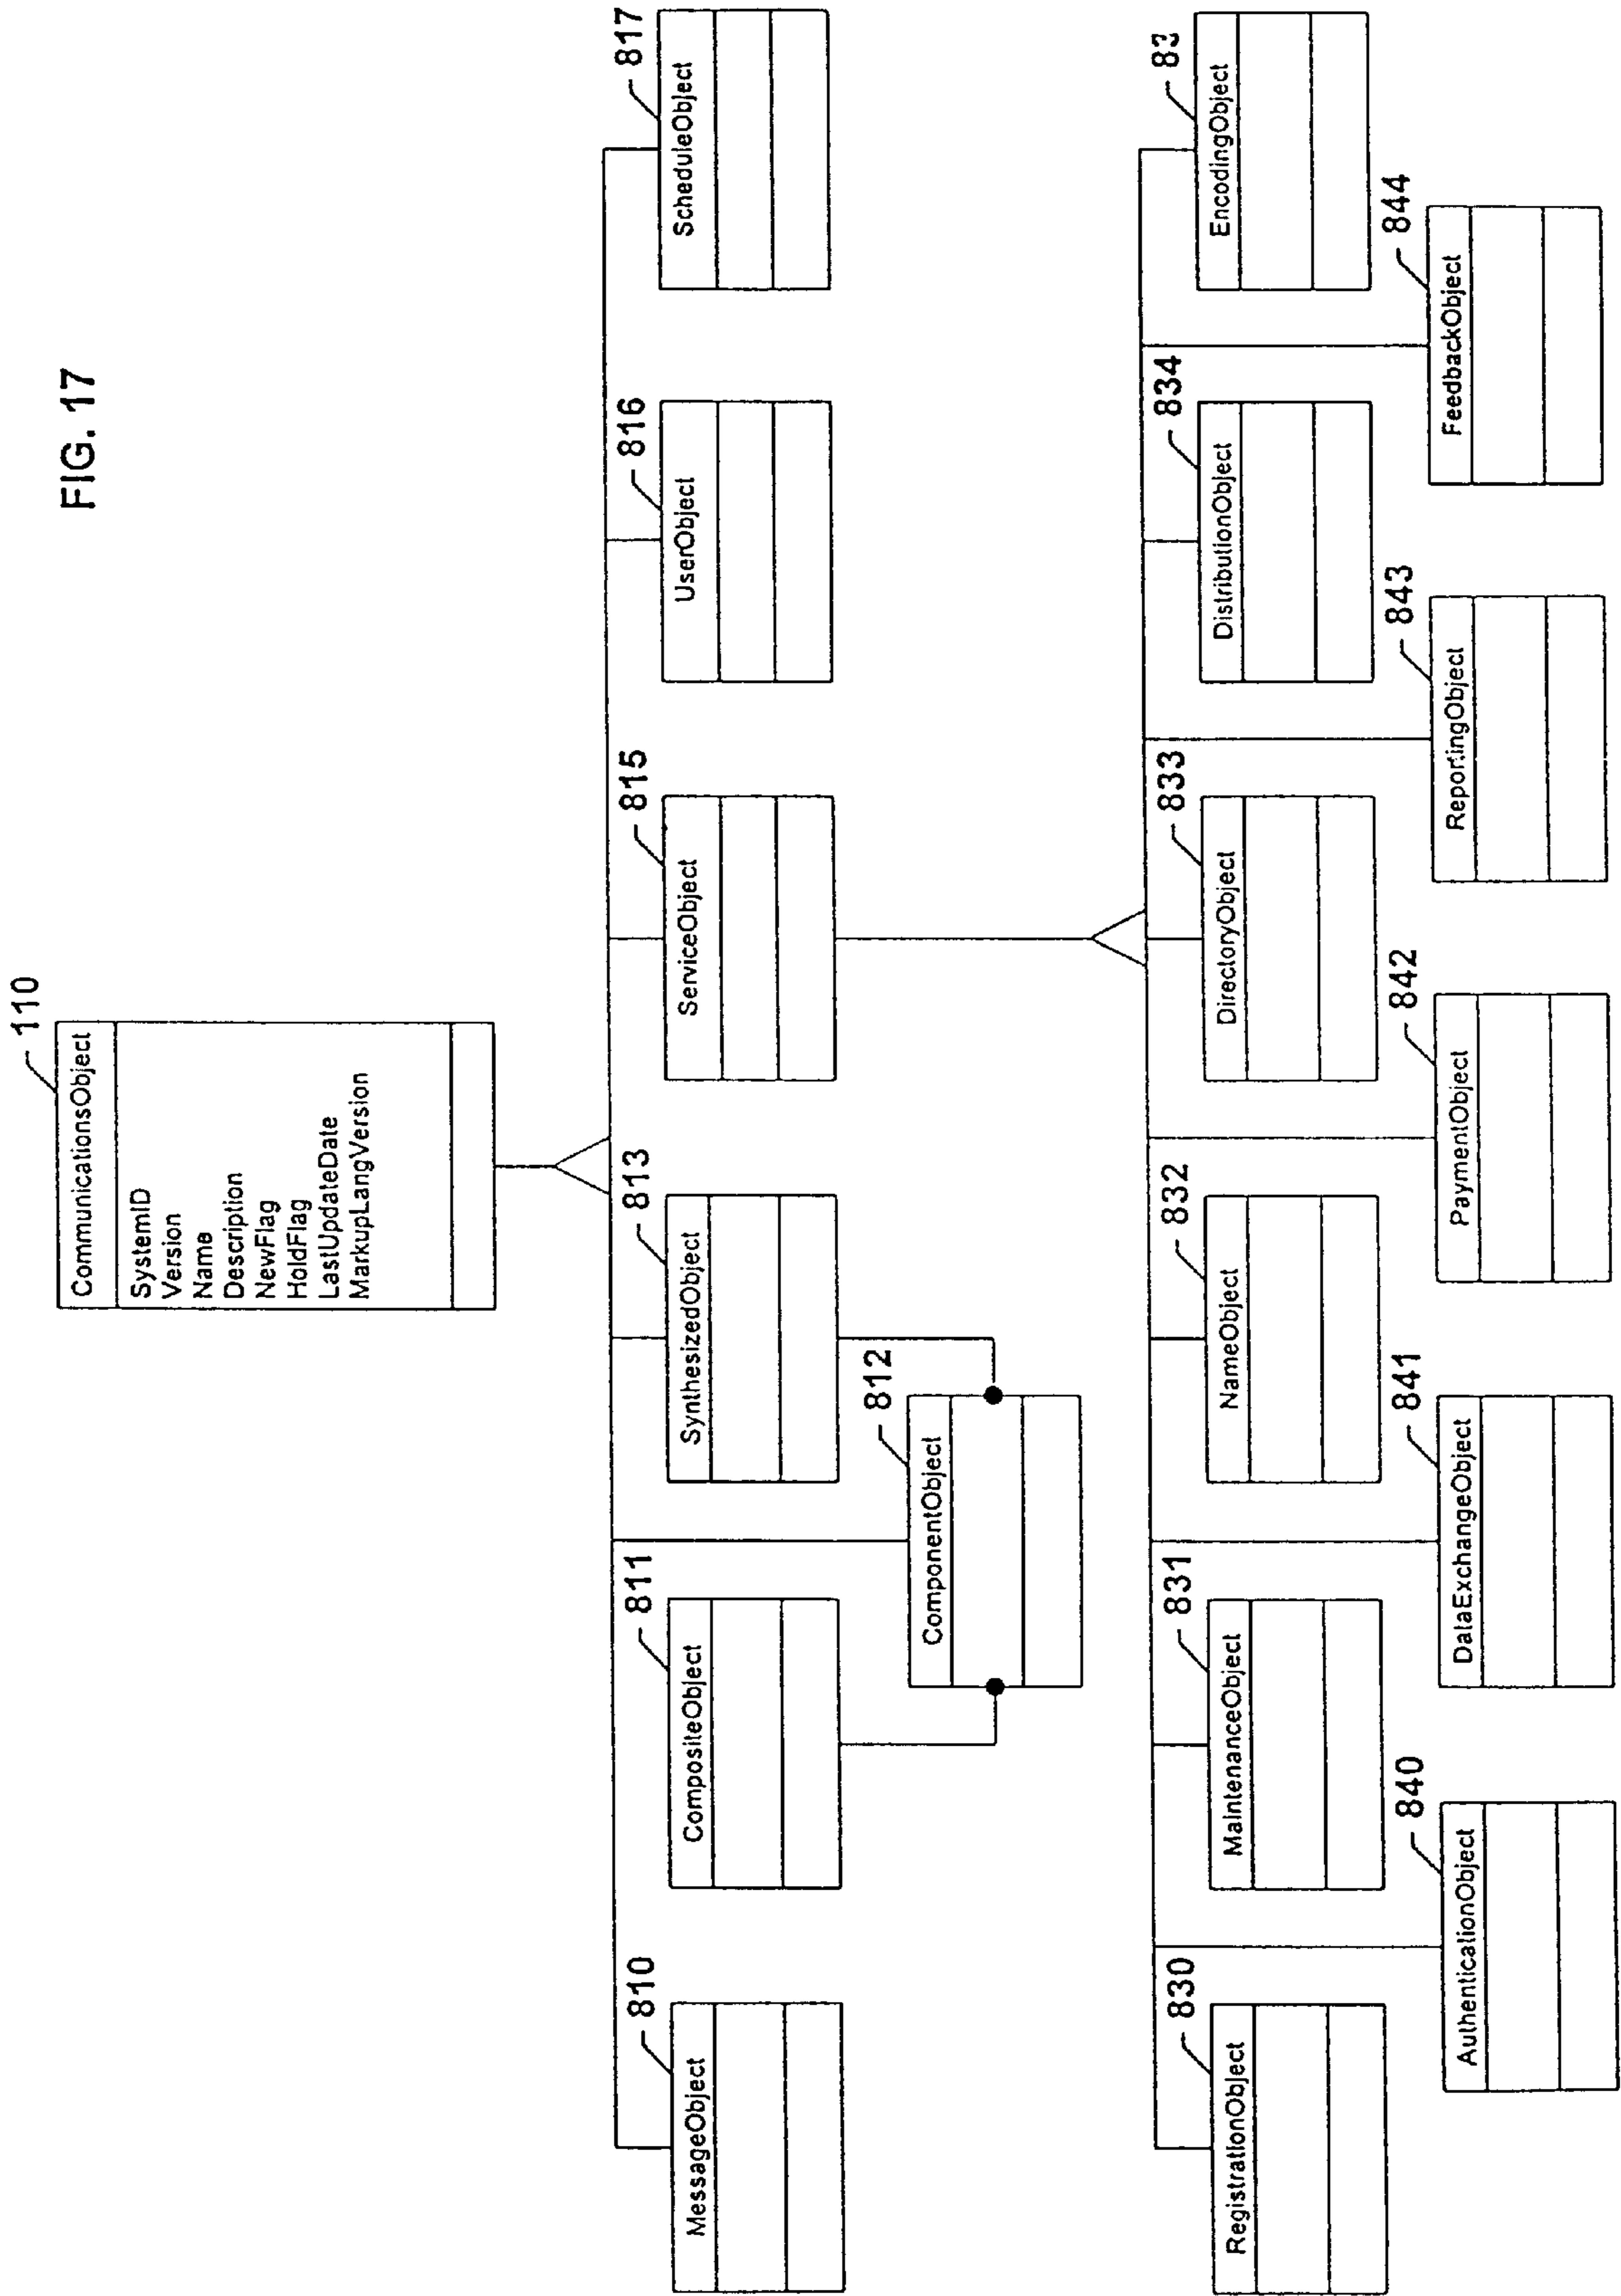 FIG. 17
110
CommunicationsObject
SystemID
Version
Name
Description
NewFlag
HoldFlag
LastUpdateDate
MarkupLangVersion
810
MessageObject
811
CompositeObject
812
ComponentObject
813
SynthesizedObject
815
ServiceObject
816
UserObject
817
ScheduleObject
830
RegistrationObject
831
MaintenanceObject
832
NameObject
833
DirectoryObject
834
DistributionObject
83
EncodingObject
840
AuthenticationObject
841
DataExchangeObject
842
PaymentObject
843
ReportingObject
844
FeedbackObject